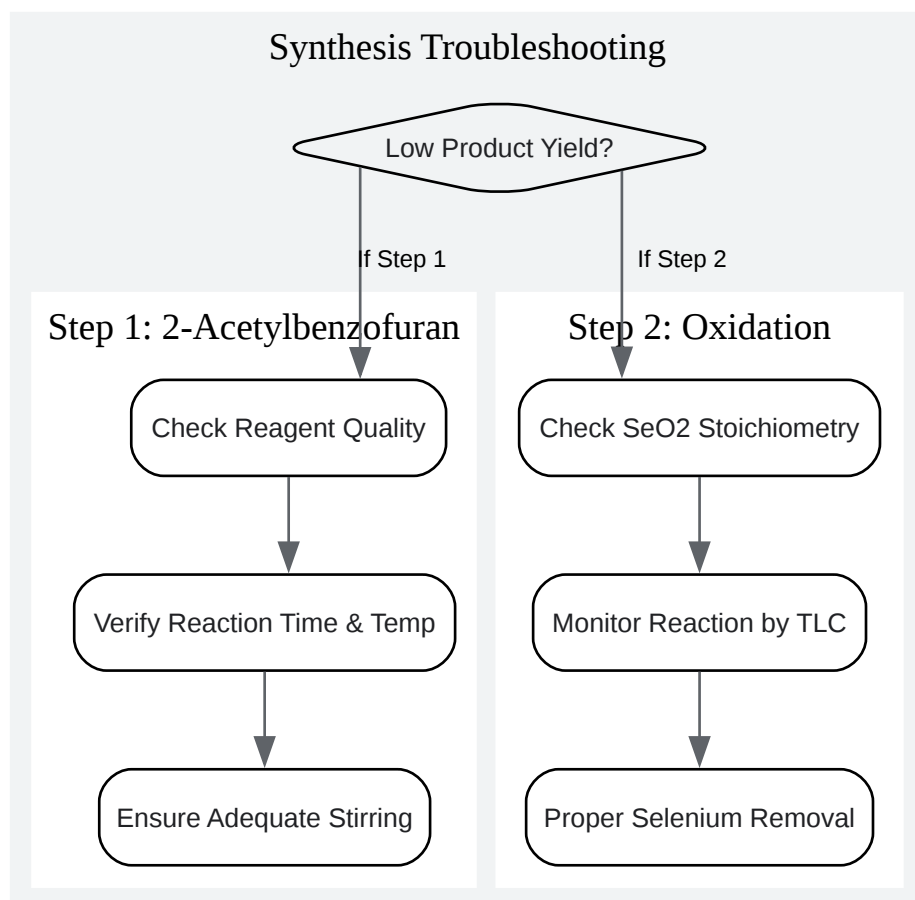 Synthesis Troubleshooting
Low Product Yield?
If Step 1
If Step 2
Step 1: 2-Acetylbenzofuran
Check Reagent Quality
Verify Reaction Time & Temp
Ensure Adequate Stirring
Step 2: Oxidation
Check SeO2 Stoichiometry
Monitor Reaction by TLC
Proper Selenium Removal